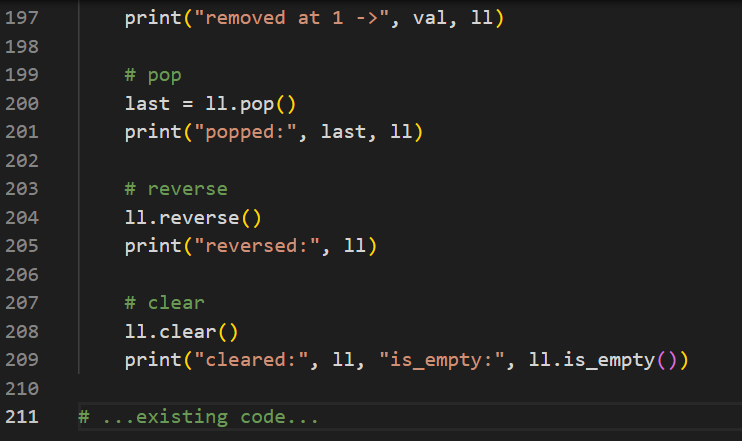 197 print("removed at 1 ->", val, ll)
198
199 # pop
200 last = ll.pop()
201 print("popped:", last, ll)
202
203 # reverse
204 ll.reverse()
205 print("reversed:", ll)
206
207 # clear
208 ll.clear()
209 print("cleared:", ll, "is_empty:", ll.is_empty())
210
211 # ...existing code...